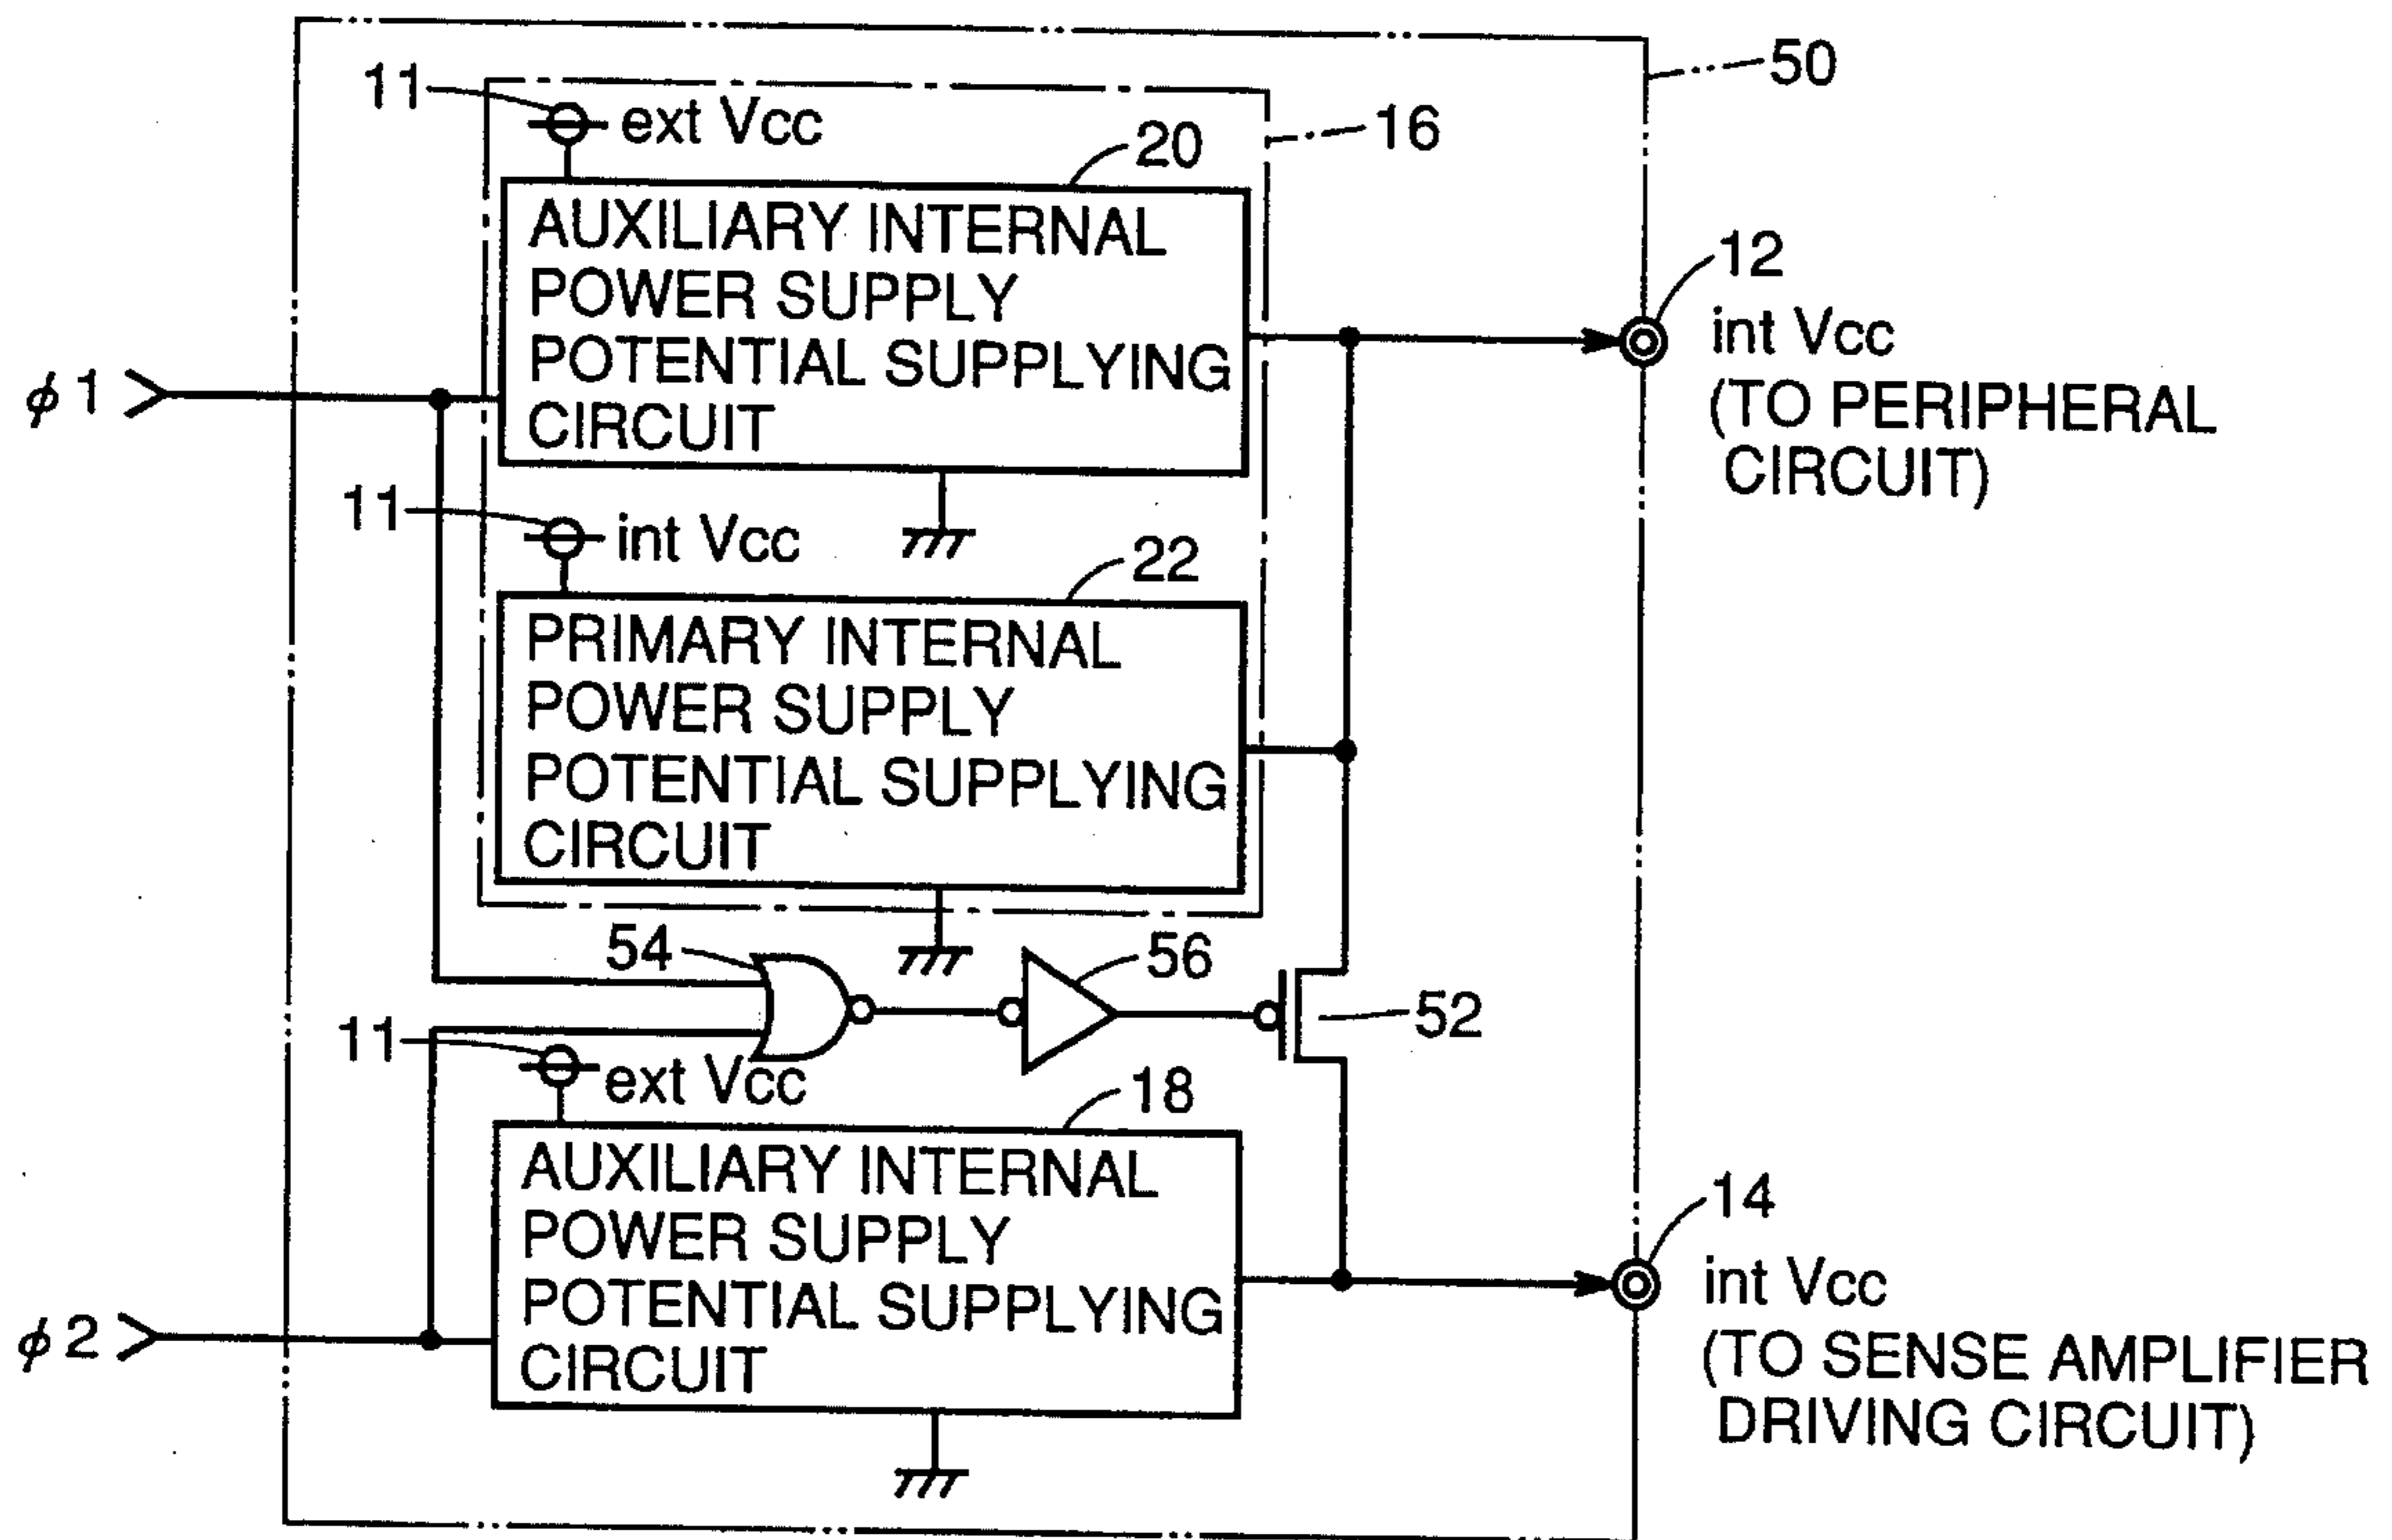 50
11
ext Vcc
16
20
AUXILIARY INTERNAL
POWER SUPPLY
POTENTIAL SUPPLYING
CIRCUIT
12
int Vcc
(TO PERIPHERAL
CIRCUIT)
ϕ1
11
int Vcc
22
PRIMARY INTERNAL
POWER SUPPLY
POTENTIAL SUPPLYING
CIRCUIT
54
56
52
11
ext Vcc
18
AUXILIARY INTERNAL
POWER SUPPLY
POTENTIAL SUPPLYING
CIRCUIT
14
int Vcc
(TO SENSE AMPLIFIER
DRIVING CIRCUIT)
ϕ2